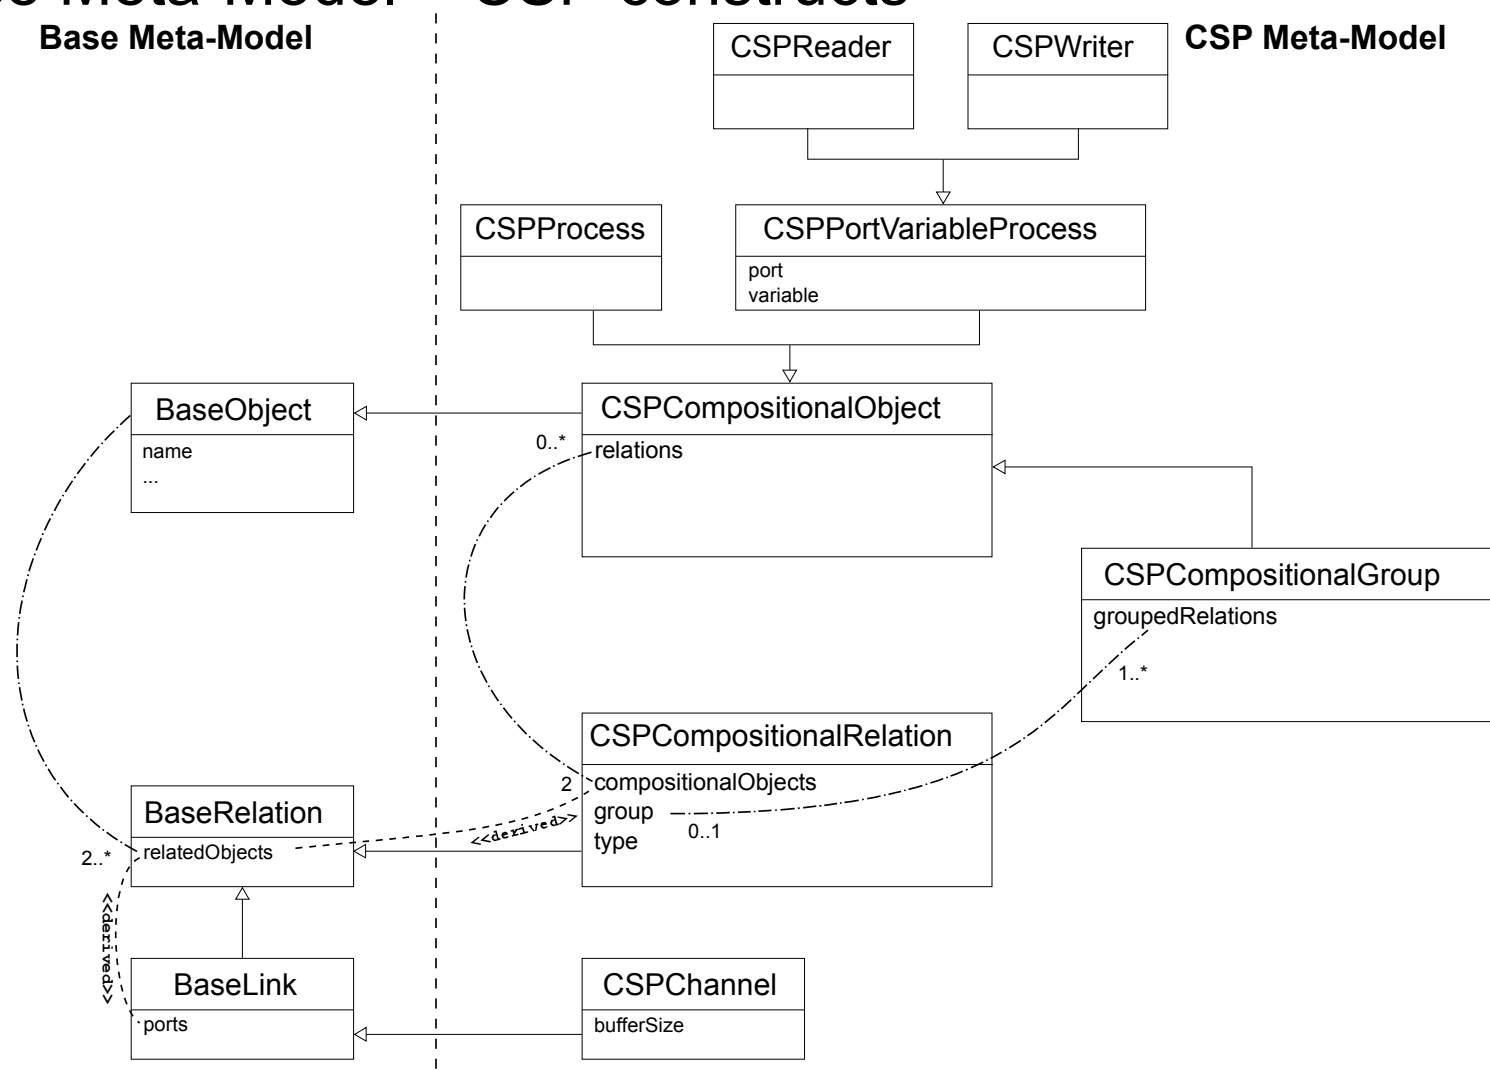 Base Meta-Model
CSP Meta-Model
CSPReader
CSPWriter
CSPProcess
CSPPortVariableProcess
port
variable
BaseObject
name
...
CSPCompositionalObject
0..*
relations
CSPCompositionalGroup
groupedRelations
1..*
CSPCompositionalRelation
2
compositionalObjects
group
0..1
type
<<derived>>
BaseRelation
2..*
relatedObjects
<<derived>>
BaseLink
ports
CSPChannel
bufferSize